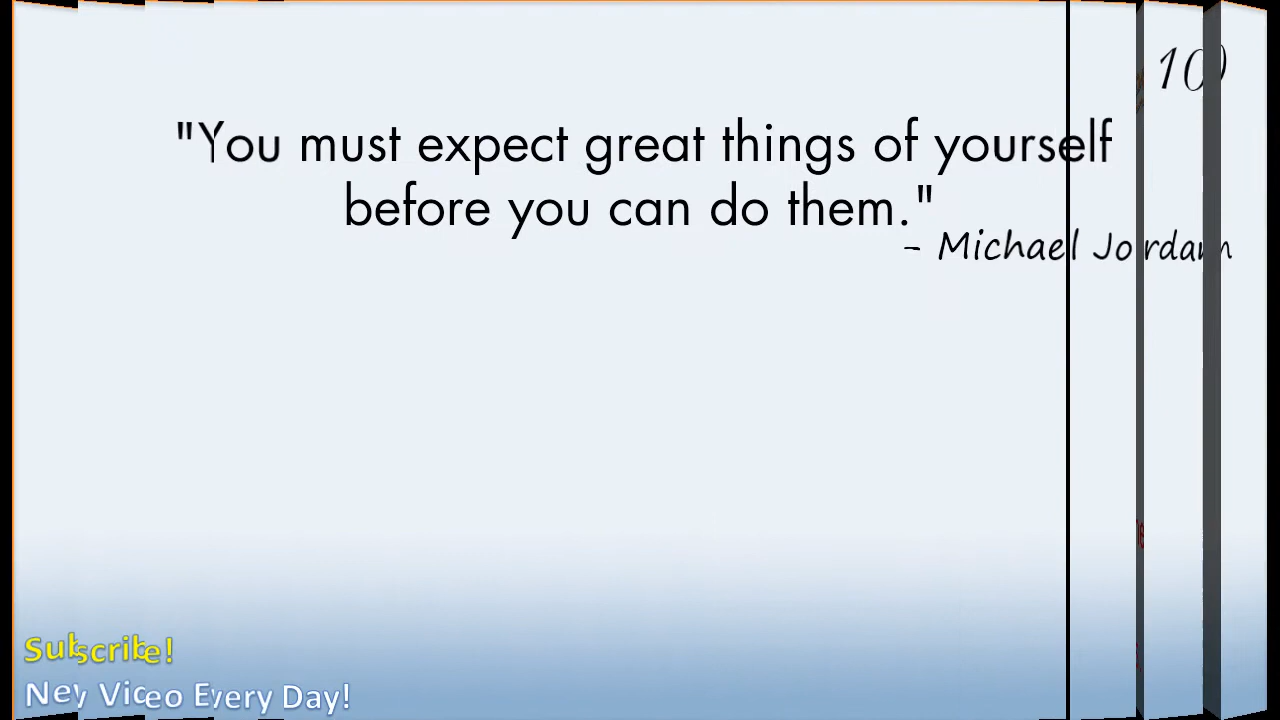 10
"You must expect great things of yourself
before you can do them."
- Michael Jordan
Subscribe!
New Video Every Day!